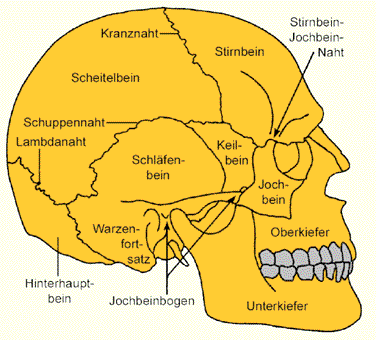 Kranznaht
Stirnbein-
Jochbein-
Naht
Stirnbein
Scheitelbein
Schuppennaht
Lambdanaht
Schläfen-
bein
Keil-
bein
Joch-
bein
Warzen-
fort-
satz
Oberkiefer
Hinterhaupt-
bein
Jochbeinbogen
Unterkiefer